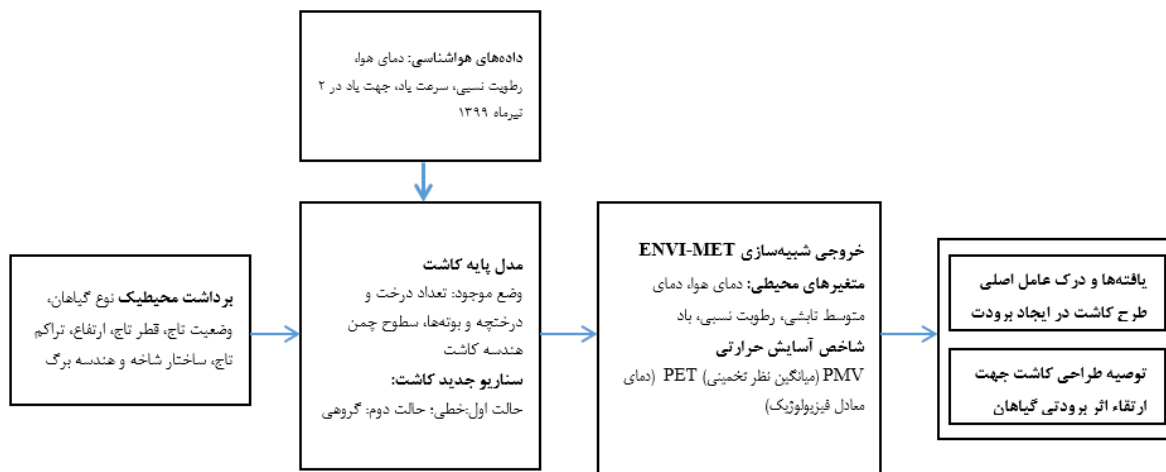 داده‌های هواشناسی: دمای هوا،
رطوبت نسبی، سرعت باد، جهت باد در ۲
تیرماه ۱۳۹۹
برداشت محیطیک نوع گیاهان،
وضعیت تاج، قطر تاج، ارتفاع، تراکم
تاج، ساختار شاخه و هندسه برگ
مدل پایه کاشت
وضع موجود: تعداد درخت و
درختچه و بوته‌ها، سطوح چمن
هندسه کاشت
سناریو جدید کاشت:
حالت اول:خطی؛ حالت دوم: گروهی
خروجی شبیه‌سازی ENVI-MET
متغیرهای محیطی: دمای هوا، دمای
متوسط تابشی، رطوبت نسبی، باد
شاخص آسایش حرارتی
PMV (میانگین نظر تخمینی) PET (دمای
معادل فیزیولوژیک)
یافته‌ها و درک عامل اصلی
طرح کاشت در ایجاد برودت
توصیه طراحی کاشت جهت
ارتقاء اثر برودتی گیاهان